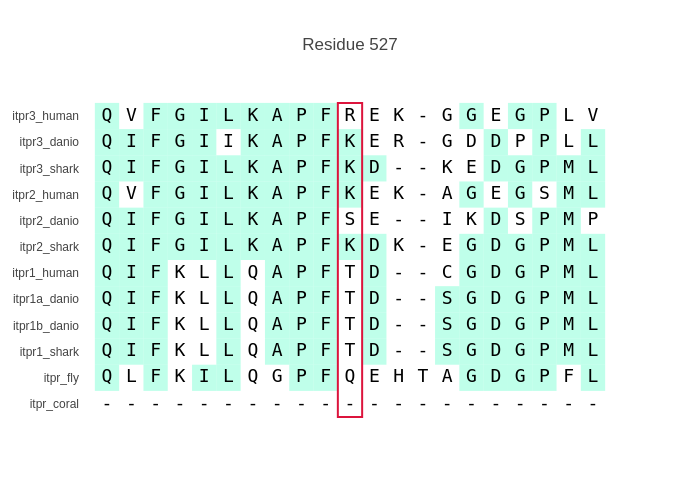 Residue 527
itpr3_human Q V F G I L K A P F R E K - G G E G P L V
itpr3_danio Q I F G I I K A P F K E R - G D D P P L L
itpr3_shark Q I F G I L K A P F K D - - K E D G P M L
itpr2_human Q V F G I L K A P F K E K - A G E G S M L
itpr2_danio Q I F G I L K A P F S E - - I K D S P M P
itpr2_shark Q I F G I L K A P F K D K - E G D G P M L
itpr1_human Q I F K L L Q A P F T D - - C G D G P M L
itpr1a_danio Q I F K L L Q A P F T D - - S G D G P M L
itpr1b_danio Q I F K L L Q A P F T D - - S G D G P M L
itpr1_shark Q I F K L L Q A P F T D - - S G D G P M L
itpr_fly Q L F K I L Q G P F Q E H T A G D G P F L
itpr_coral - - - - - - - - - - - - - - - - - - - - -